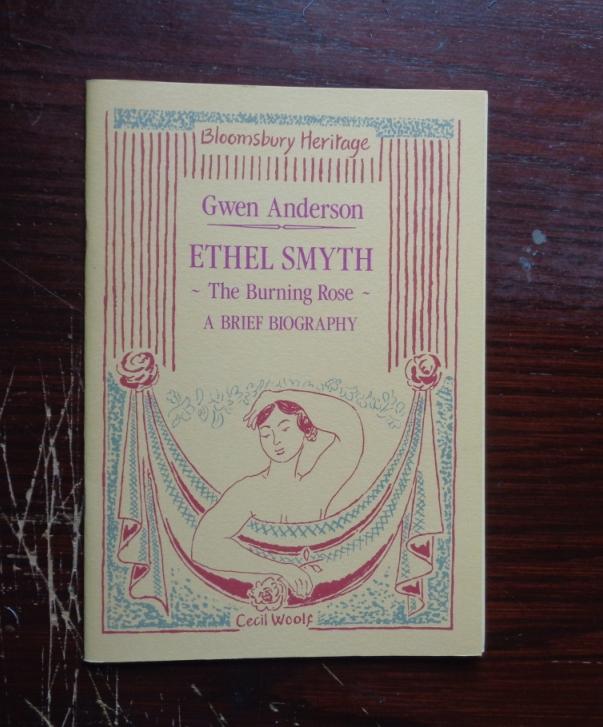 Bloomsbury Heritage
Gwen Anderson
ETHEL SMYTH
~ The Burning Rose ~
A BRIEF BIOGRAPHY
Cecil Woolf